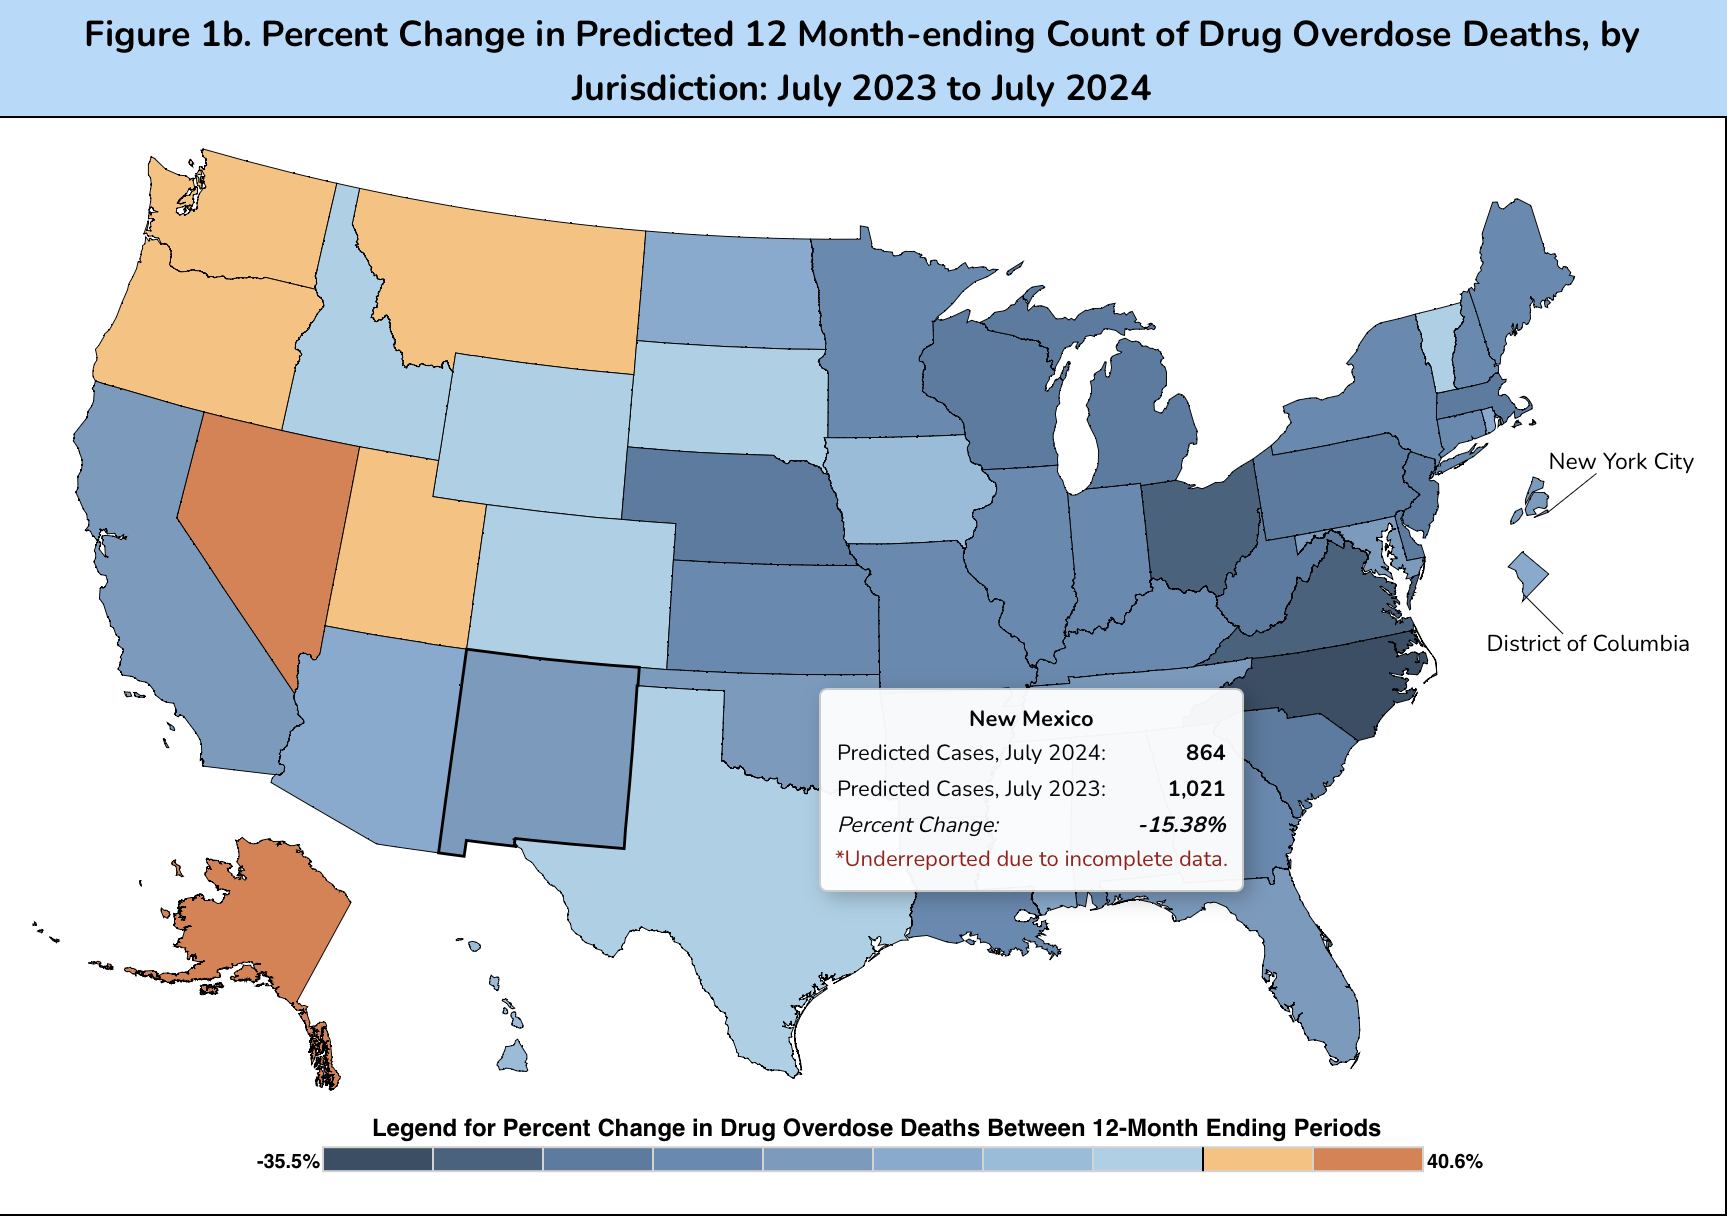 Figure 1b. Percent Change in Predicted 12 Month-ending Count of Drug Overdose Deaths, by
Jurisdiction: July 2023 to July 2024
New York City
District of Columbia
New Mexico
Predicted Cases, July 2024: 864
Predicted Cases, July 2023: 1,021
Percent Change: -15.38%
*Underreported due to incomplete data.
Legend for Percent Change in Drug Overdose Deaths Between 12-Month Ending Periods
-35.5% 40.6%